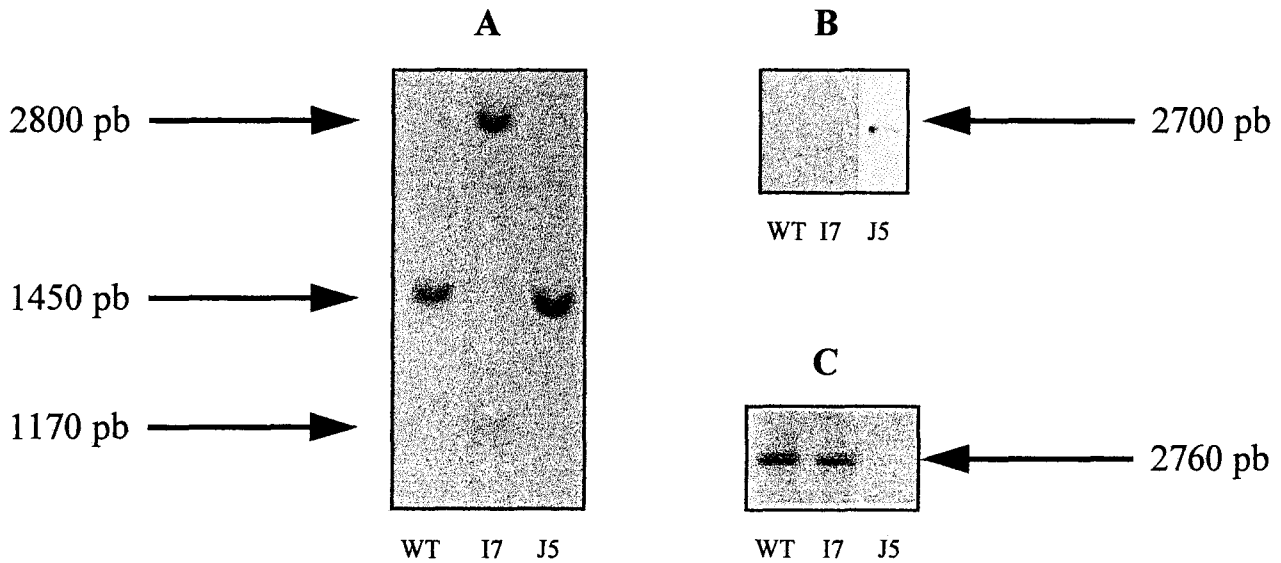 A
2800 pb
1450 pb
1170 pb
WT I7 J5
B
2700 pb
WT I7 J5
C
2760 pb
WT I7 J5